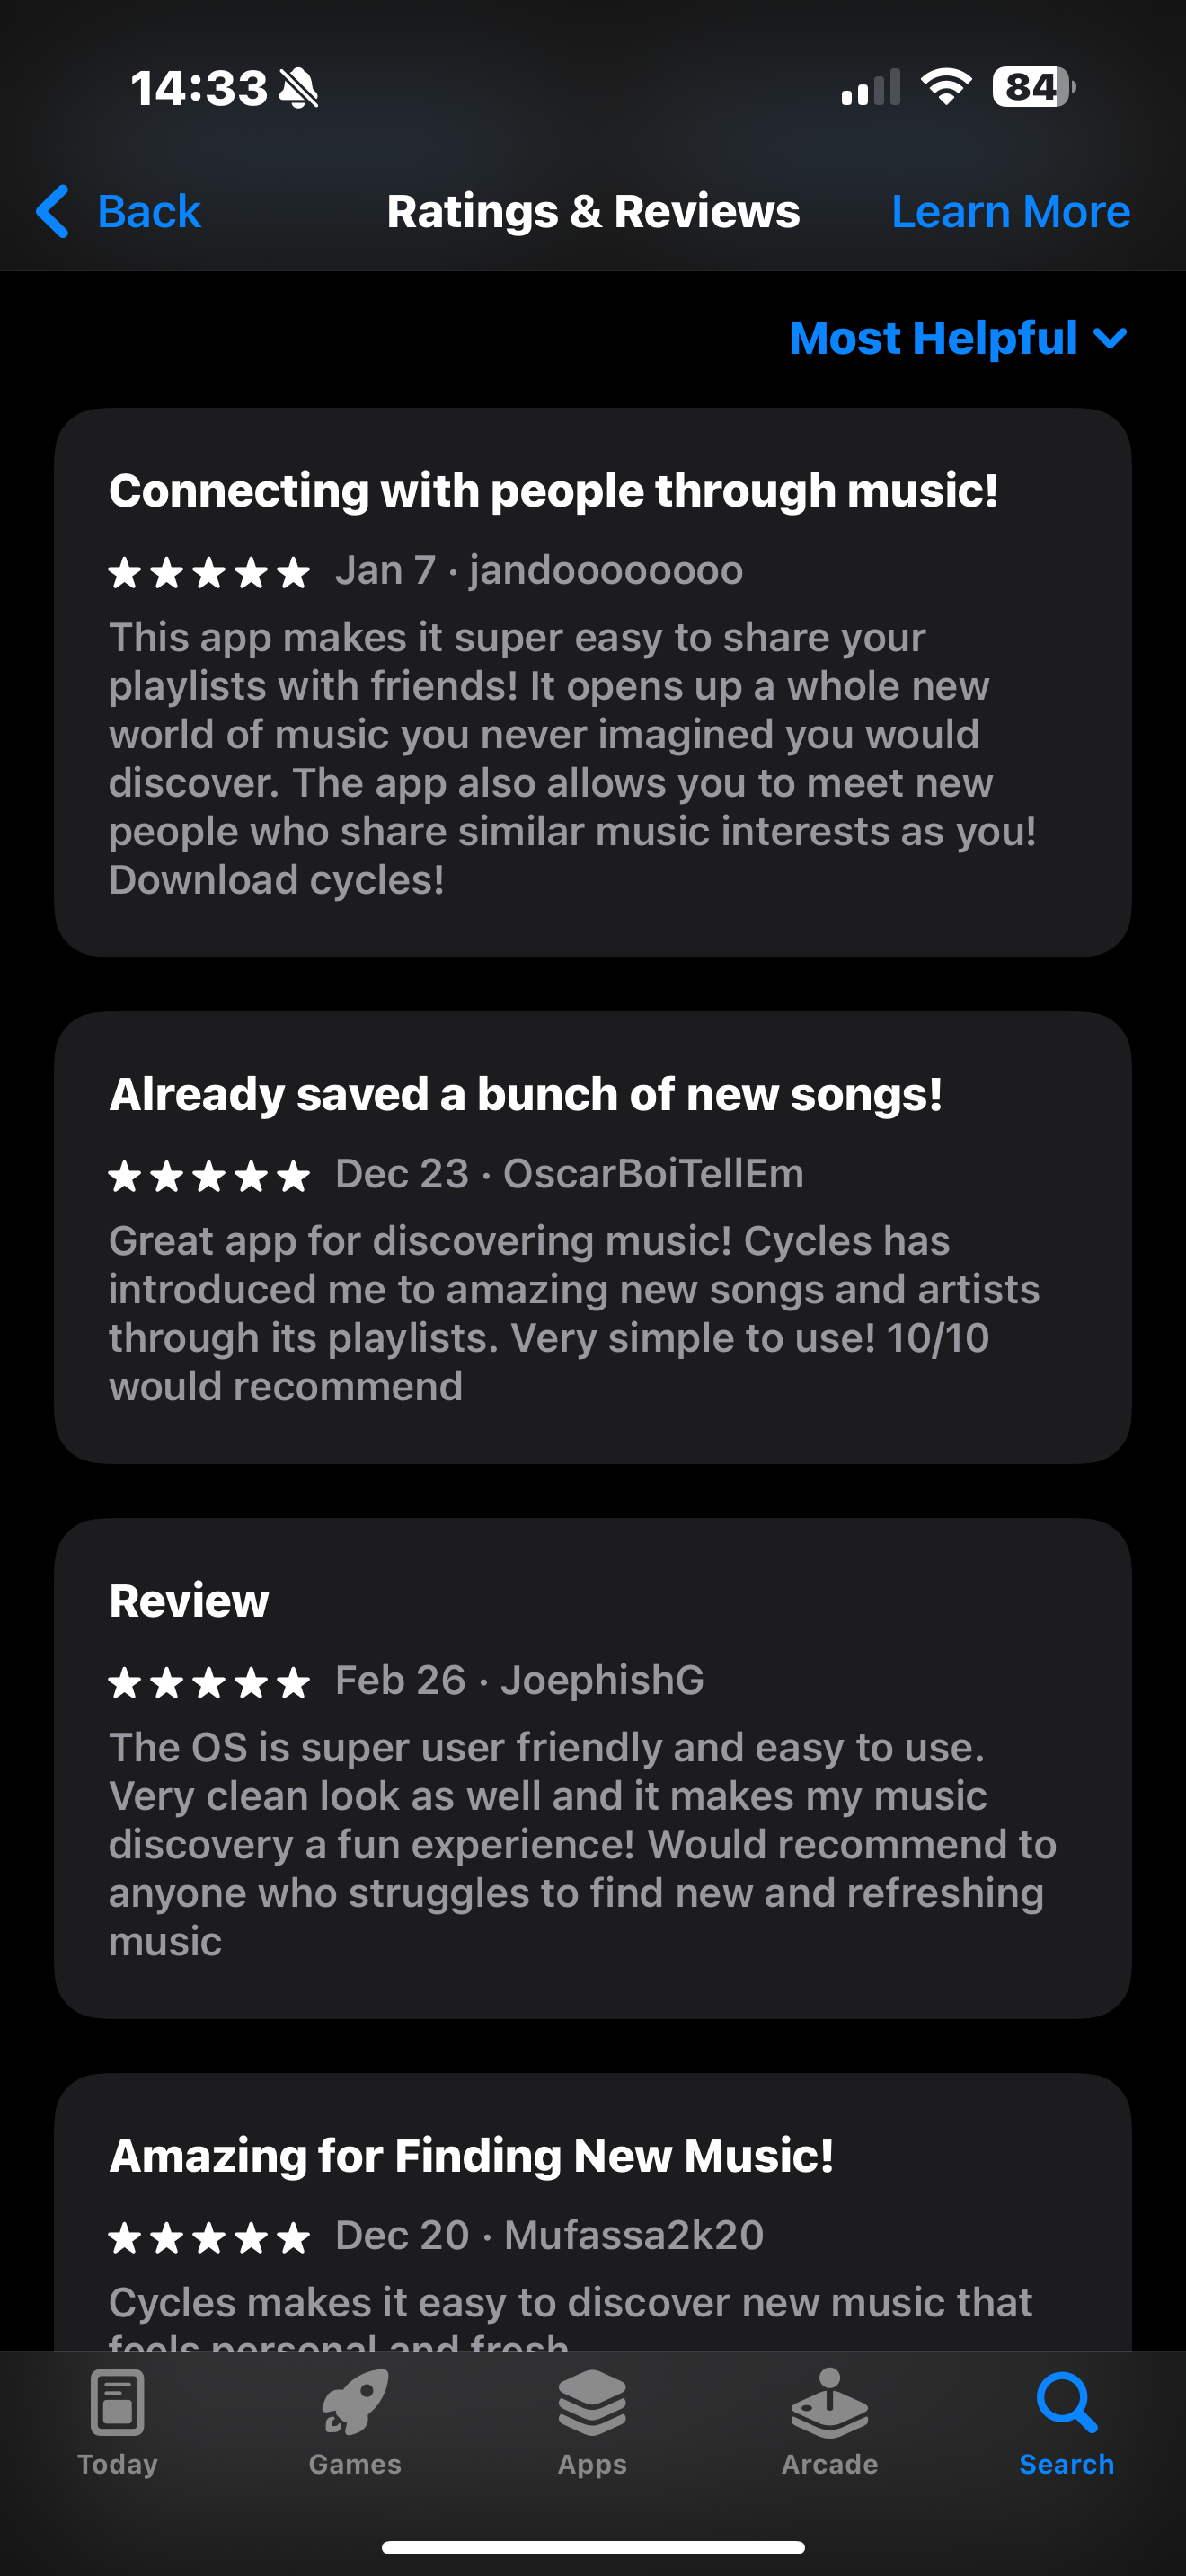 14:33
84
Back
Ratings & Reviews
Learn More
Most Helpful
Connecting with people through music!
Jan 7 · jandoooooooo
This app makes it super easy to share your
playlists with friends! It opens up a whole new
world of music you never imagined you would
discover. The app also allows you to meet new
people who share similar music interests as you!
Download cycles!
Already saved a bunch of new songs!
Dec 23 · OscarBoiTellEm
Great app for discovering music! Cycles has
introduced me to amazing new songs and artists
through its playlists. Very simple to use! 10/10
would recommend
Review
Feb 26 · JoephishG
The OS is super user friendly and easy to use.
Very clean look as well and it makes my music
discovery a fun experience! Would recommend to
anyone who struggles to find new and refreshing
music
Amazing for Finding New Music!
Dec 20 · Mufassa2k20
Cycles makes it easy to discover new music that
feels personal and fresh
Today
Games
Apps
Arcade
Search